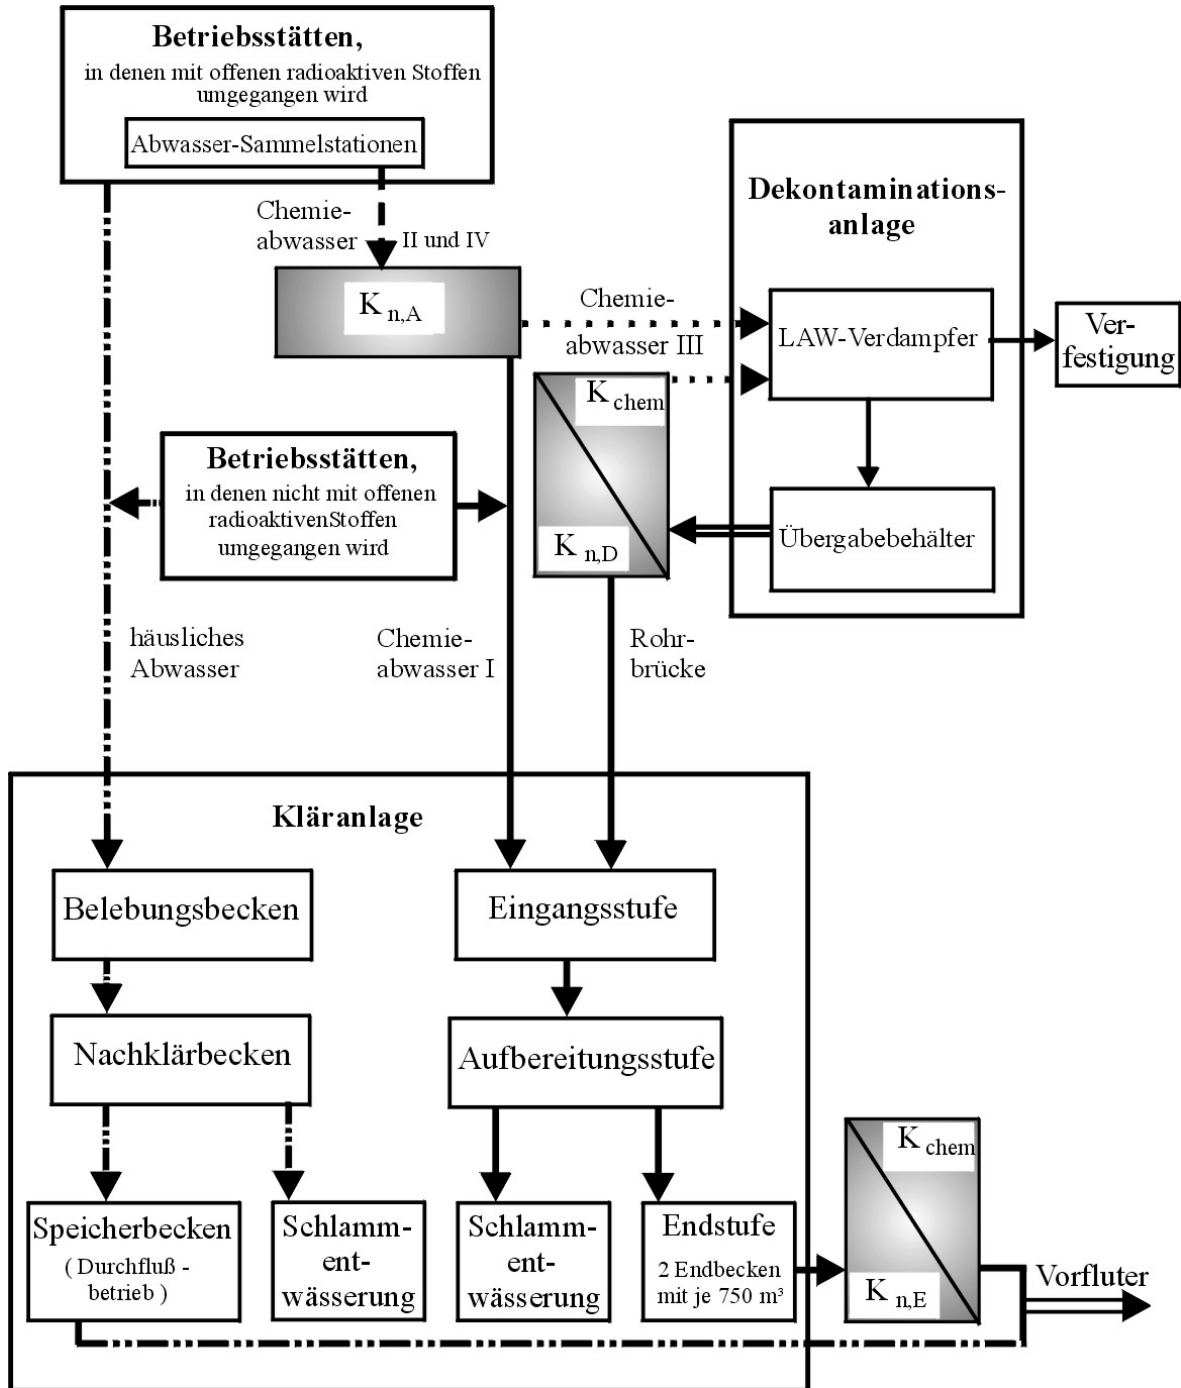 Betriebsstätten,
in denen mit offenen radioaktiven Stoffen
umgegangen wird
Abwasser-Sammelstationen
Chemie-
abwasser
II und IV
K n,A
Chemie-
abwasser III
Dekontaminations-
anlage
LAW-Verdampfer
Ver-
festigung
K chem
K n,D
Übergabebehälter
Betriebsstätten,
in denen nicht mit offenen
radioaktivenStoffen
umgegangen wird
häusliches
Abwasser
Chemie-
abwasser I
Rohr-
brücke
Kläranlage
Belebungsbecken
Eingangsstufe
Nachklärbecken
Aufbereitungsstufe
Speicherbecken
( Durchfluß -
betrieb )
Schlamm-
ent-
wässerung
Schlamm-
ent-
wässerung
Endstufe
2 Endbecken
mit je 750 m³
K chem
K n,E
Vorfluter